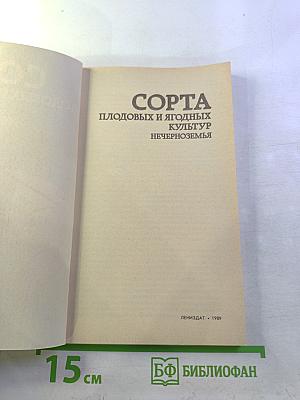 СОРТА
ПЛОДОВЫХ И ЯГОДНЫХ
КУЛЬТУР
НЕЧЕРНОЗЕМЬЯ
ЛЕНИЗДАТ • 1989
15 см
БФ БИБЛИОФАН